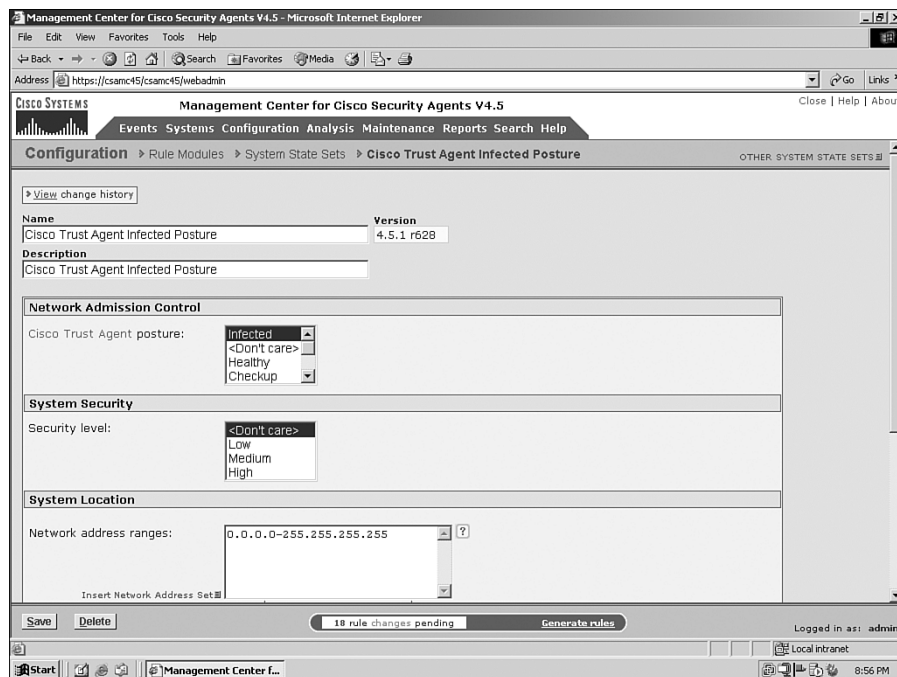 Management Center for Cisco Security Agents V4.5 - Microsoft Internet Explorer
File Edit View Favorites Tools Help
Back Search Favorites Media
Address https://csamc45/csamc45/webadmin Go Links
CISCO SYSTEMS Management Center for Cisco Security Agents V4.5 Close | Help | About
Events Systems Configuration Analysis Maintenance Reports Search Help
Configuration Rule Modules System State Sets Cisco Trust Agent Infected Posture OTHER SYSTEM STATE SETS
View change history
Name Version
Cisco Trust Agent Infected Posture 4.5.1 r628
Description
Cisco Trust Agent Infected Posture
Network Admission Control
Cisco Trust Agent posture: Infected
<Don't care>
Healthy
Checkup
System Security
Security level: <Don't care>
Low
Medium
High
System Location
Network address ranges: 0.0.0.0-255.255.255.255 ?
Insert Network Address Set
Save Delete 18 rule changes pending Generate rules Logged in as: admin
Local intranet
Start Management Center f... 8:56 PM